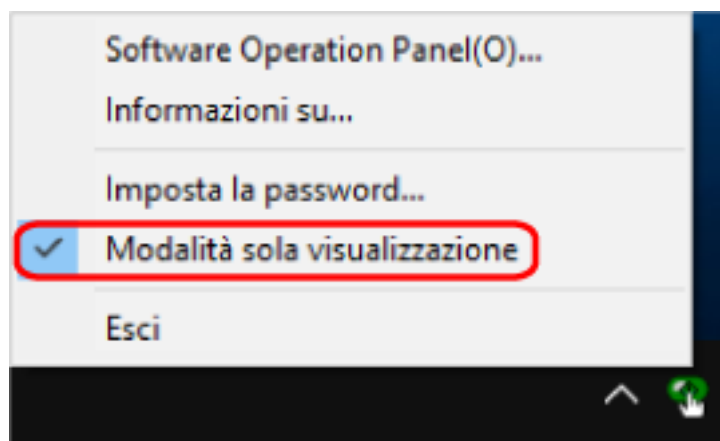 Software Operation Panel(O)...
Informazioni su...
Imposta la password...
Modalità sola visualizzazione
Esci